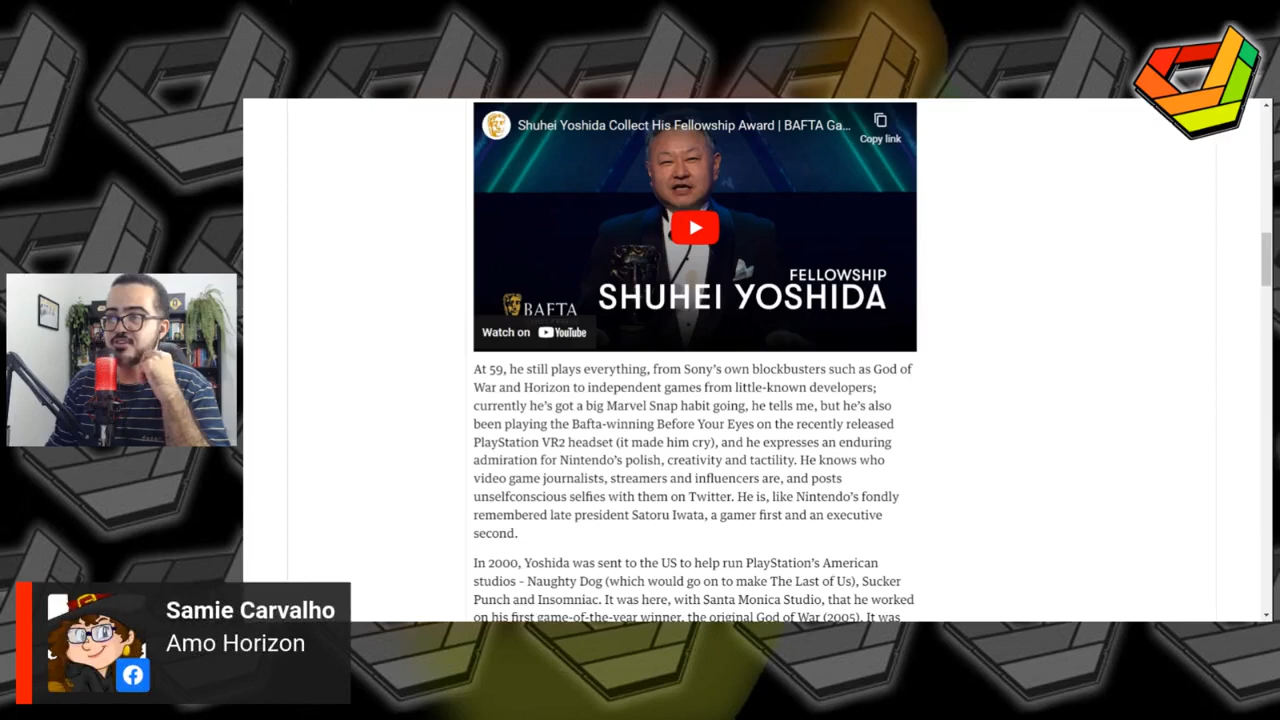 Shuhei Yoshida Collect His Fellowship Award | BAFTA Ga...
Copy link
FELLOWSHIP
SHUHEI YOSHIDA
BAFTA
Watch on YouTube
At 59, he still plays everything, from Sony’s own blockbusters such as God of
War and Horizon to independent games from little-known developers;
currently he’s got a big Marvel Snap habit going, he tells me, but he’s also
been playing the Bafta-winning Before Your Eyes on the recently released
PlayStation VR2 headset (it made him cry), and he expresses an enduring
admiration for Nintendo’s polish, creativity and tactility. He knows who
video game journalists, streamers and influencers are, and posts
unselfconscious selfies with them on Twitter. He is, like Nintendo’s fondly
remembered late president Satoru Iwata, a gamer first and an executive
second.
In 2000, Yoshida was sent to the US to help run PlayStation’s American
studios – Naughty Dog (which would go on to make The Last of Us), Sucker
Punch and Insomniac. It was here, with Santa Monica Studio, that he worked
on his first game-of-the-year winner, the original God of War (2005). It was
Samie Carvalho
Amo Horizon